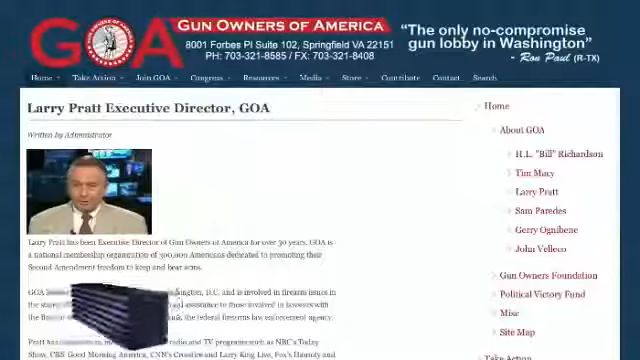 GOA
GUN OWNERS OF AMERICA
8001 Forbes Pl Suite 102, Springfield VA 22151
PH: 703-321-8585 / FX: 703-321-8408
"The only no-compromise
gun lobby in Washington"
- Ron Paul (R-TX)
Home Take Action Join GOA Congress Resources Media Store Contribute Contact Search
Larry Pratt Executive Director, GOA
Written by Administrator
Larry Pratt has been Executive Director of Gun Owners of America for over 30 years. GOA is
a national membership organization of 300,000 Americans dedicated to promoting their
Second Amendment freedom to keep and bear arms.
GOA D.C. and is involved in firearms issues in
the assistance to those involved in lawsuits with
the the federal firearms law enforcement agency.
Pratt has radio and TV programs such as NBC's Today
Show, CBS' Good Morning America, CNN's Crossfire and Larry King Live, Fox's Hannity and
Home
About GOA
H.L. "Bill" Richardson
Tim Macy
Larry Pratt
Sam Paredes
Gerry Ognibene
John Velleco
Gun Owners Foundation
Political Victory Fund
Misc
Site Map
Take Action